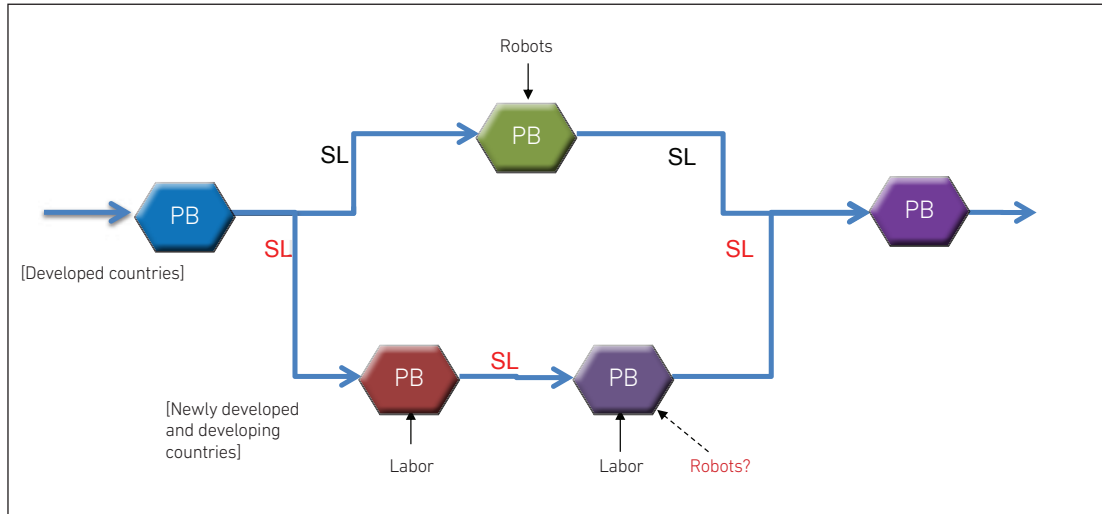 Robots
PB
SL
SL
PB
PB
SL
SL
[Developed countries]
SL
PB
PB
[Newly developed
and developing
countries]
Labor
Labor
Robots?